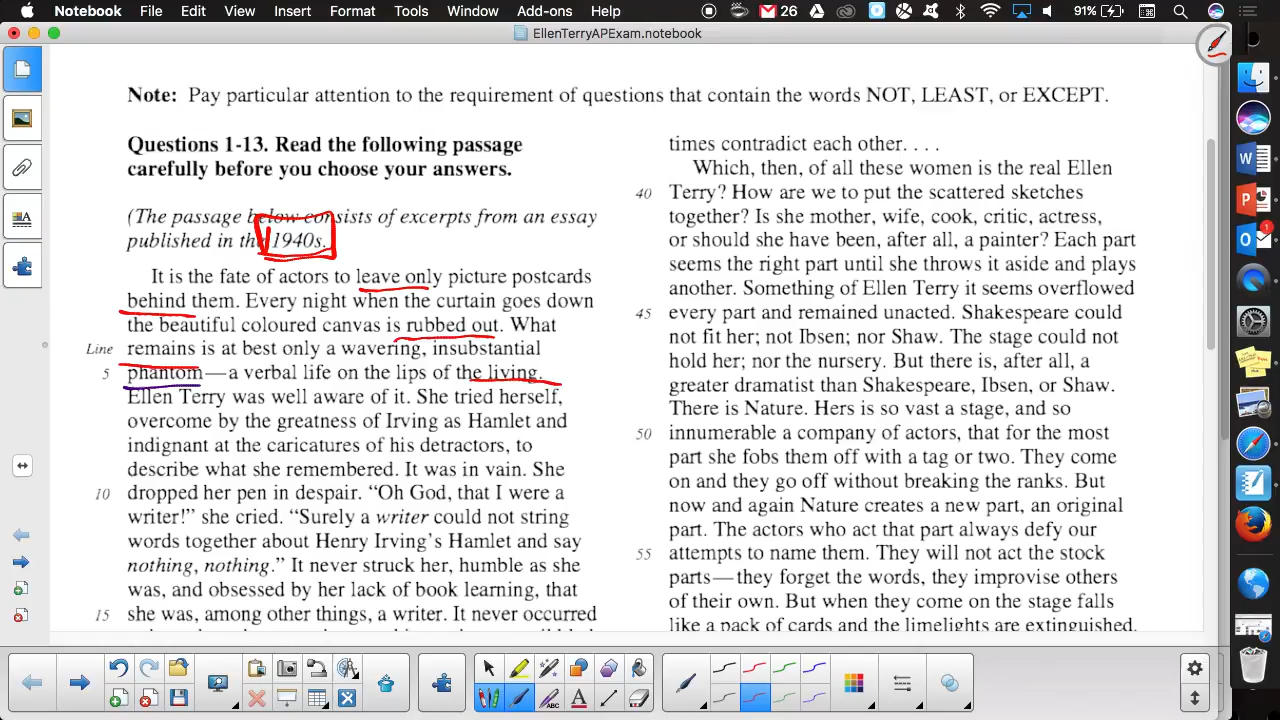 File Edit View Insert Format Tools Window Add-ons Help
26
91%
EllenTerryAPExam.notebook
Note: Pay particular attention to the requirement of questions that contain the words NOT, LEAST, or EXCEPT.
Questions 1-13. Read the following passage
carefully before you choose your answers.
(The passage below consists of excerpts from an essay
published in the 1940s.
It is the fate of actors to leave only picture postcards
behind them. Every night when the curtain goes down
the beautiful coloured canvas is rubbed out. What
Line remains is at best only a wavering, insubstantial
5 phantom—a verbal life on the lips of the living.
Ellen Terry was well aware of it. She tried herself,
overcome by the greatness of Irving as Hamlet and
indignant at the caricatures of his detractors, to
describe what she remembered. It was in vain. She
10 dropped her pen in despair. “Oh God, that I were a
writer!” she cried. “Surely a writer could not string
words together about Henry Irving’s Hamlet and say
nothing, nothing.” It never struck her, humble as she
was, and obsessed by her lack of book learning, that
15 she was, among other things, a writer. It never occurred
times contradict each other. . . .
Which, then, of all these women is the real Ellen
40 Terry? How are we to put the scattered sketches
together? Is she mother, wife, cook, critic, actress,
or should she have been, after all, a painter? Each part
seems the right part until she throws it aside and plays
another. Something of Ellen Terry it seems overflowed
45 every part and remained unacted. Shakespeare could
not fit her; not Ibsen; nor Shaw. The stage could not
hold her; nor the nursery. But there is, after all, a
greater dramatist than Shakespeare, Ibsen, or Shaw.
There is Nature. Hers is so vast a stage, and so
50 innumerable a company of actors, that for the most
part she fobs them off with a tag or two. They come
on and they go off without breaking the ranks. But
now and again Nature creates a new part, an original
part. The actors who act that part always defy our
55 attempts to name them. They will not act the stock
parts—they forget the words, they improvise others
of their own. But when they come on the stage falls
like a pack of cards and the limelights are extinguished.